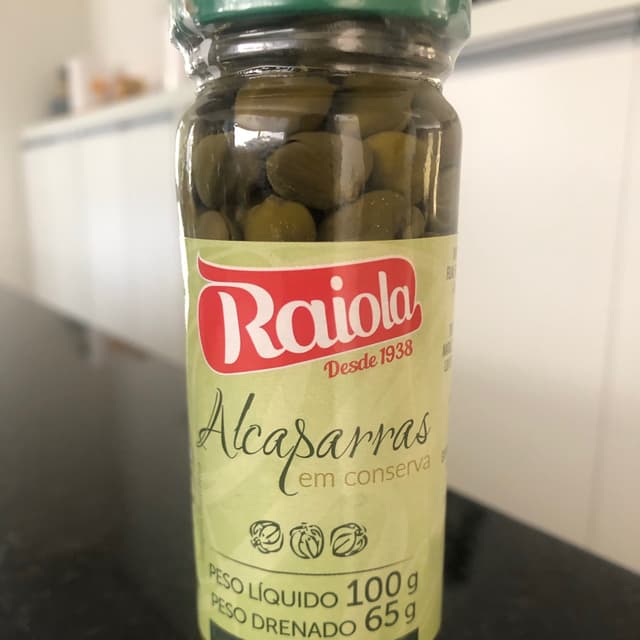 Raiola
Desde 1938
Alcaparras
em conserva
PESO LÍQUIDO 100 g
PESO DRENADO 65 g